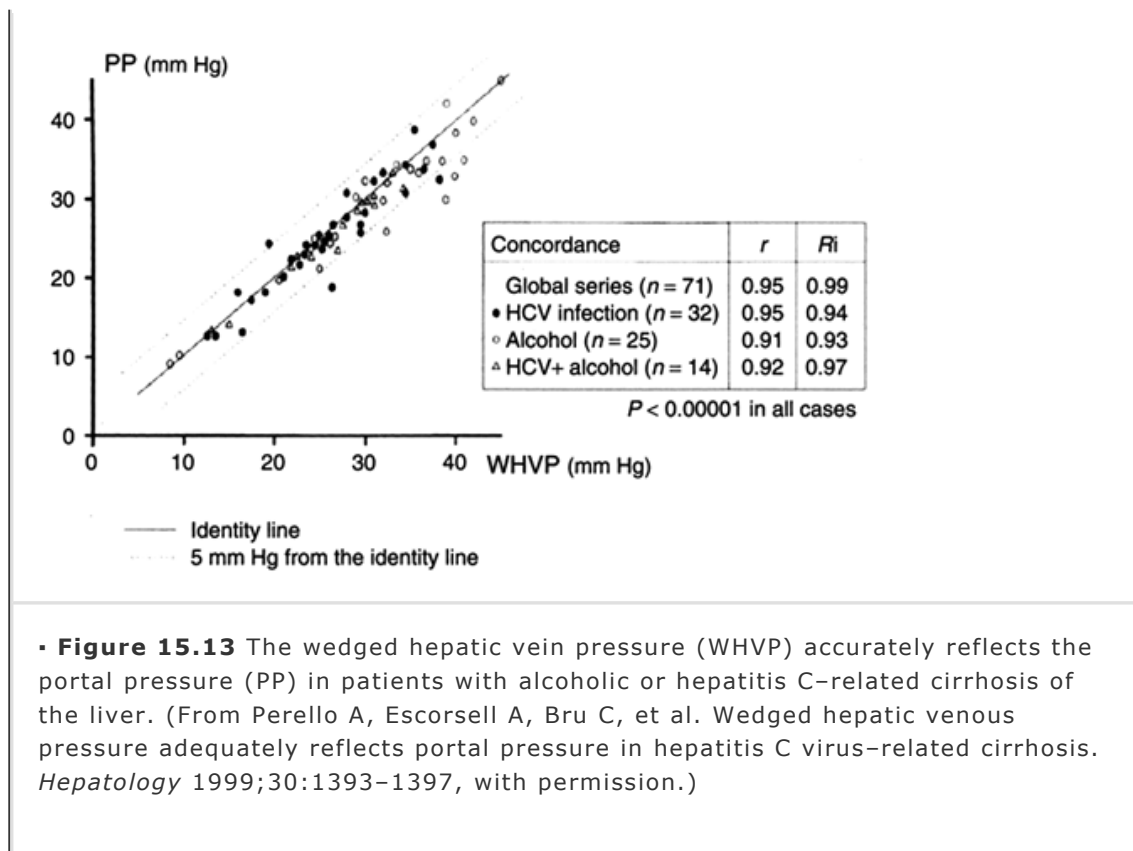 PP (mm Hg)
40
30
20
10
0
0 10 20 30 40 WHVP (mm Hg)
Concordance r Ri
Global series (n = 71) 0.95 0.99
• HCV infection (n = 32) 0.95 0.94
○ Alcohol (n = 25) 0.91 0.93
△ HCV+ alcohol (n = 14) 0.92 0.97
P < 0.00001 in all cases
Identity line
5 mm Hg from the identity line
▪ Figure 15.13 The wedged hepatic vein pressure (WHVP) accurately reflects the
portal pressure (PP) in patients with alcoholic or hepatitis C–related cirrhosis of
the liver. (From Perello A, Escorsell A, Bru C, et al. Wedged hepatic venous
pressure adequately reflects portal pressure in hepatitis C virus–related cirrhosis.
Hepatology 1999;30:1393–1397, with permission.)